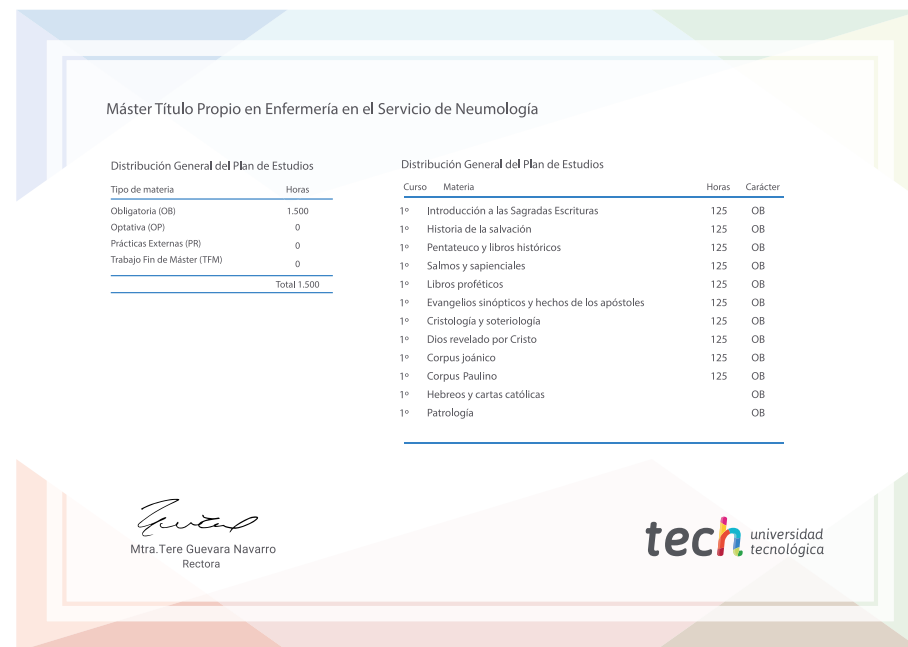 Máster Título Propio en Enfermería en el Servicio de Neumología
Distribución General del Plan de Estudios
Tipo de materia Horas
Obligatoria (OB) 1.500
Optativa (OP) 0
Prácticas Externas (PR) 0
Trabajo Fin de Máster (TFM) 0
Total 1.500
Distribución General del Plan de Estudios
Curso Materia Horas Carácter
1º Introducción a las Sagradas Escrituras 125 OB
1º Historia de la salvación 125 OB
1º Pentateuco y libros históricos 125 OB
1º Salmos y sapienciales 125 OB
1º Libros proféticos 125 OB
1º Evangelios sinópticos y hechos de los apóstoles 125 OB
1º Cristología y soteriología 125 OB
1º Dios revelado por Cristo 125 OB
1º Corpus joánico 125 OB
1º Corpus Paulino 125 OB
1º Hebreos y cartas católicas OB
1º Patrología OB
Mtra.Tere Guevara Navarro
Rectora
tech universidad
tecnológica